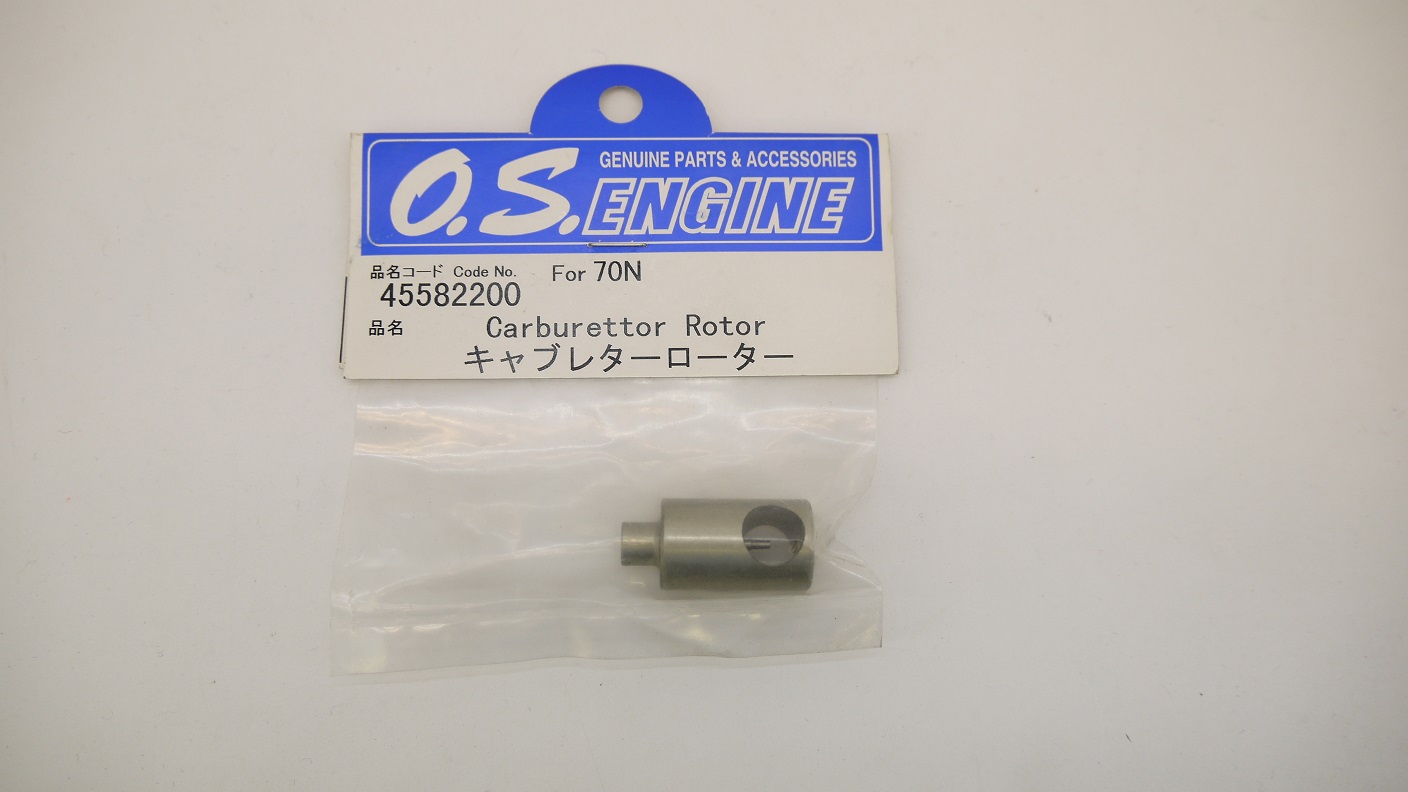 GENUINE PARTS & ACCESSORIES
O.S. ENGINE
品名コード Code No. For 70N
45582200
品名 Carburettor Rotor
キャブレターローター